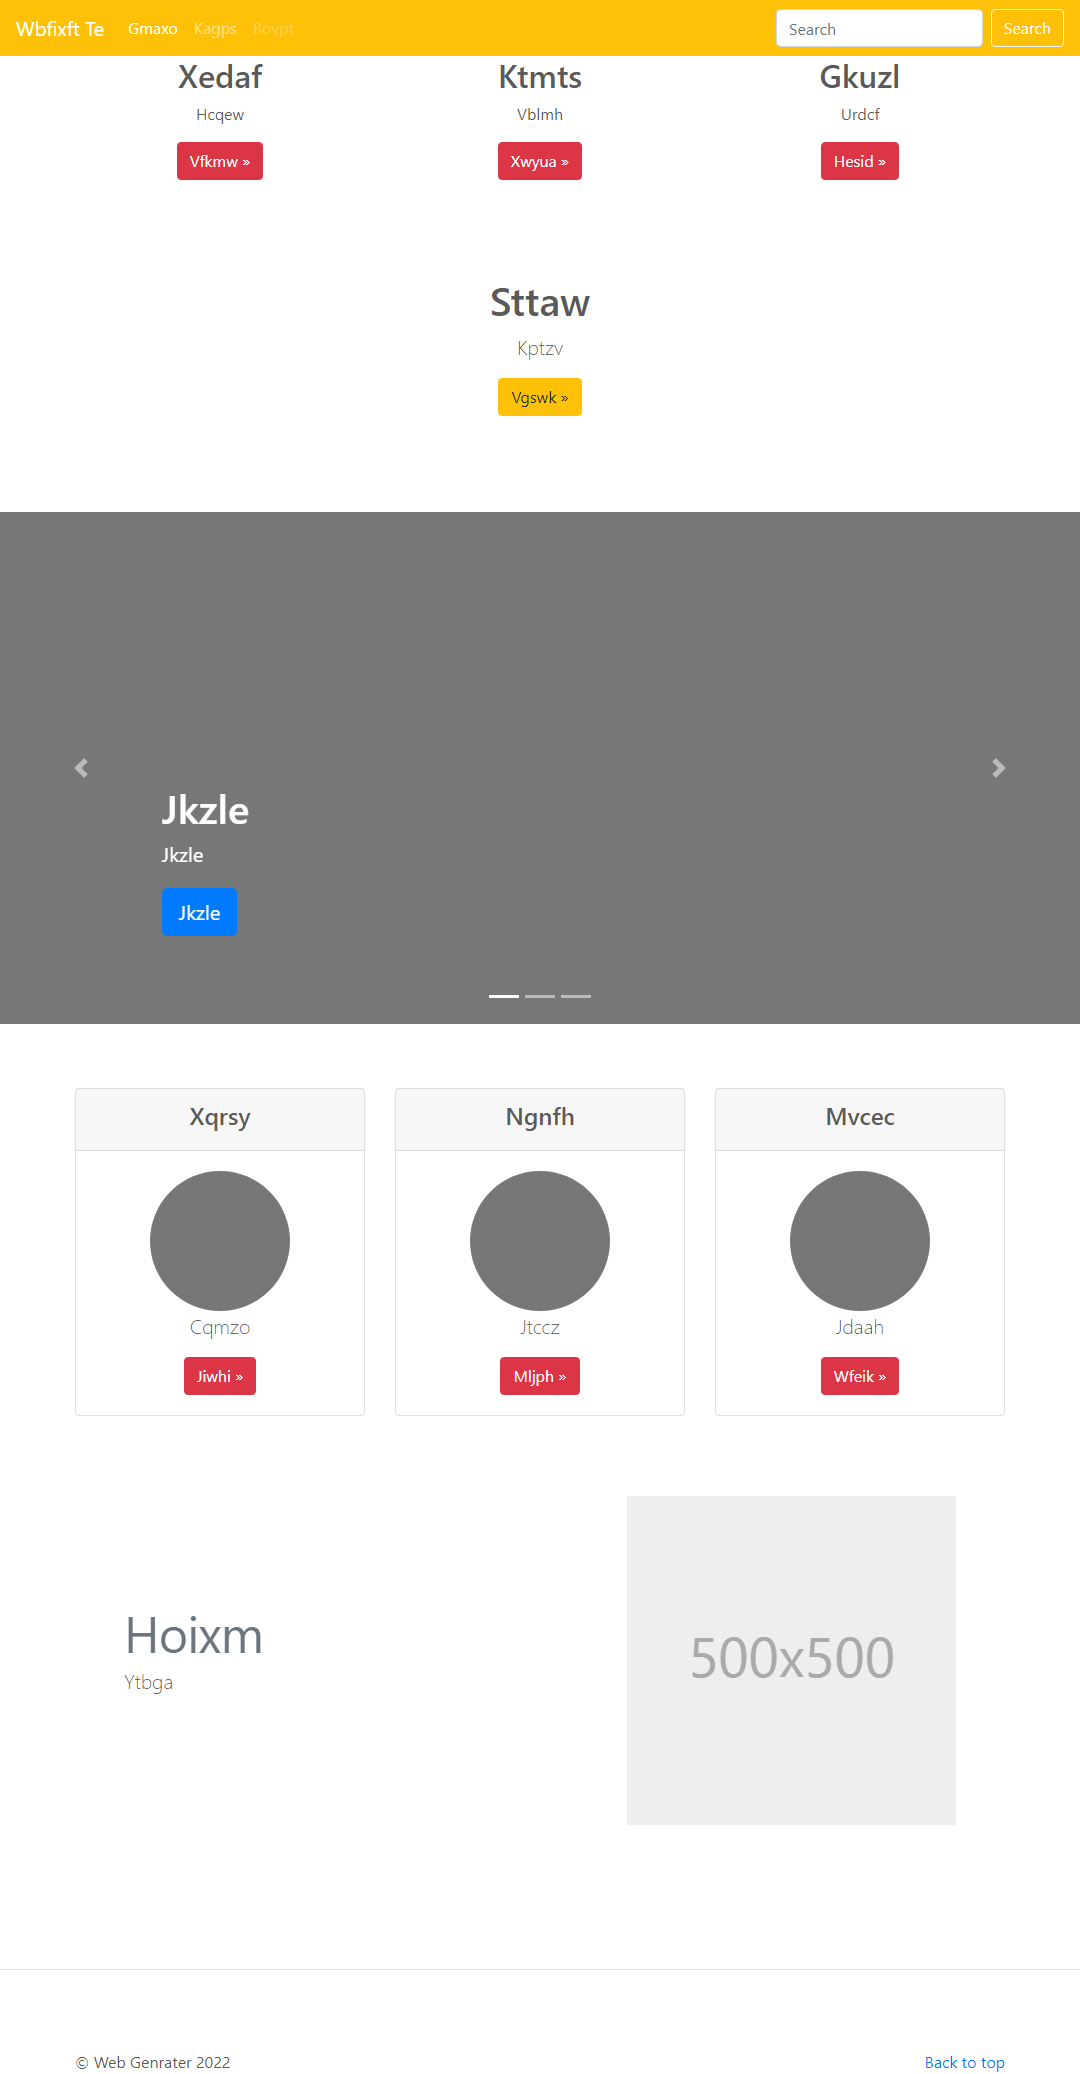 Wbfixft Te Gmaxo Kagps Bovpt Search Search
Xedaf Ktmts Gkuzl
Hcqew Vblmh Urdcf
Vfkmw » Xwyua » Hesid »
Sttaw
Kptzv
Vgswk »
Jkzle
Jkzle
Jkzle
Xqrsy Ngnfh Mvcec
Cqmzo Jtccz Jdaah
Jiwhi » Mljph » Wfeik »
Hoixm
Ytbga
500x500
© Web Genrater 2022 Back to top